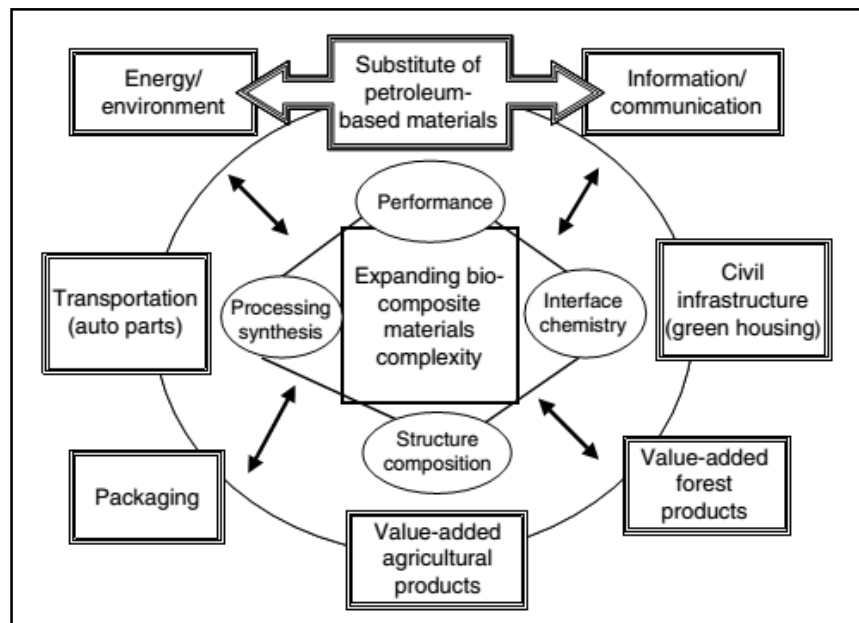 Energy/
environment
Substitute of
petroleum-
based materials
Information/
communication
Performance
Transportation
(auto parts)
Processing
synthesis
Expanding bio-
composite
materials
complexity
Interface
chemistry
Civil
infrastructure
(green housing)
Structure
composition
Packaging
Value-added
forest
products
Value-added
agricultural
products